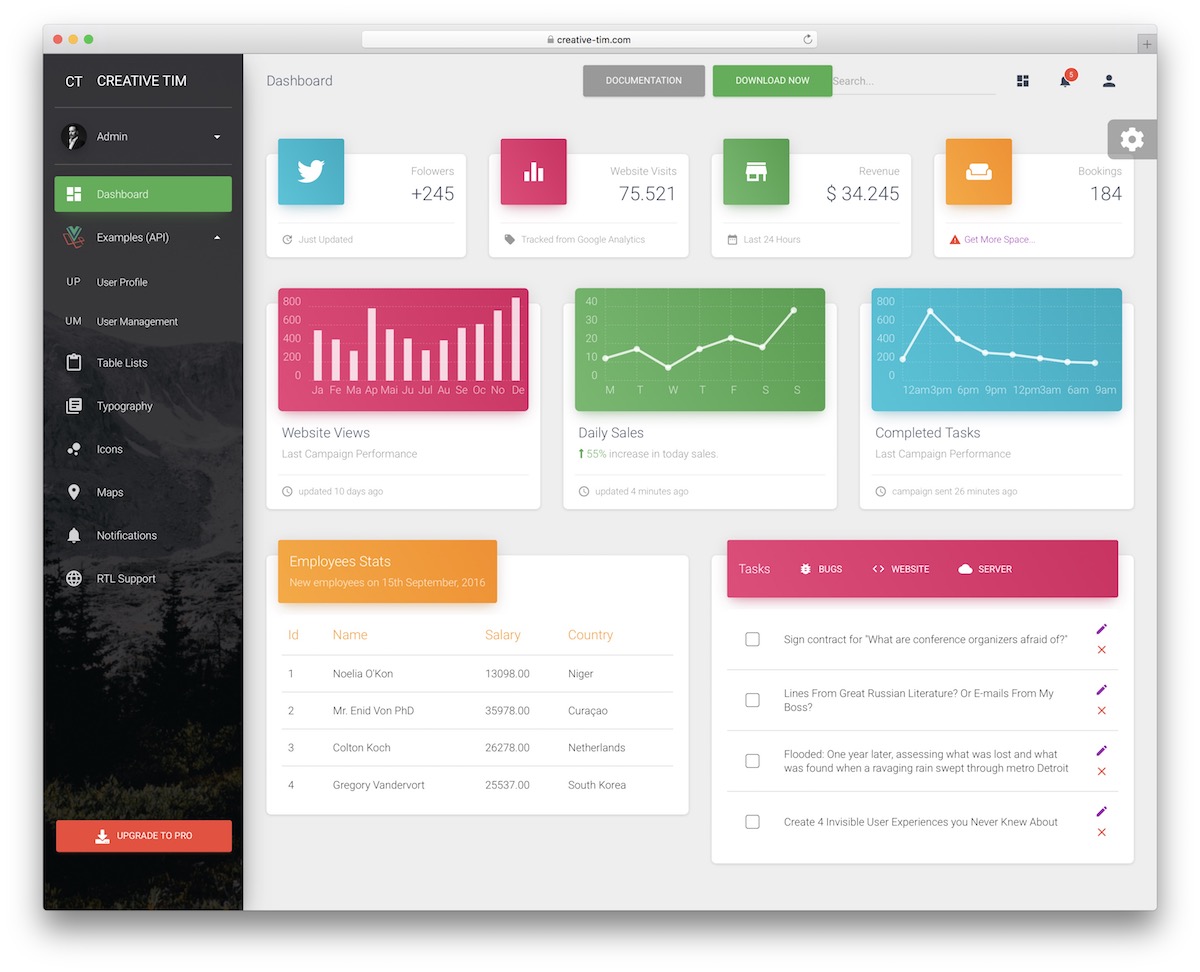 creative-tim.com
CT CREATIVE TIM
Admin
Dashboard
Examples (API)
UP User Profile
UM User Management
Table Lists
Typography
Icons
Maps
Notifications
RTL Support
UPGRADE TO PRO
Dashboard
DOCUMENTATION
DOWNLOAD NOW
Search...
5
Folowers
+245
Just Updated
Website Visits
75.521
Tracked from Google Analytics
Revenue
$ 34.245
Last 24 Hours
Bookings
184
Get More Space...
800
600
400
200
0
Ja Fe Ma Ap Mai Ju Jul Au Se Oc No De
Website Views
Last Campaign Performance
updated 10 days ago
40
30
20
10
0
M T W T F S S
Daily Sales
55% increase in today sales.
updated 4 minutes ago
800
600
400
200
0
12am3pm 6pm 9pm 12pm3am 6am 9am
Completed Tasks
Last Campaign Performance
campaign sent 26 minutes ago
Employees Stats
New employees on 15th September, 2016
Id Name Salary Country
1 Noelia O'Kon 13098.00 Niger
2 Mr. Enid Von PhD 35978.00 Curaçao
3 Colton Koch 26278.00 Netherlands
4 Gregory Vandervort 25537.00 South Korea
Tasks BUGS WEBSITE SERVER
Sign contract for "What are conference organizers afraid of?"
Lines From Great Russian Literature? Or E-mails From My
Boss?
Flooded: One year later, assessing what was lost and what
was found when a ravaging rain swept through metro Detroit
Create 4 Invisible User Experiences you Never Knew About